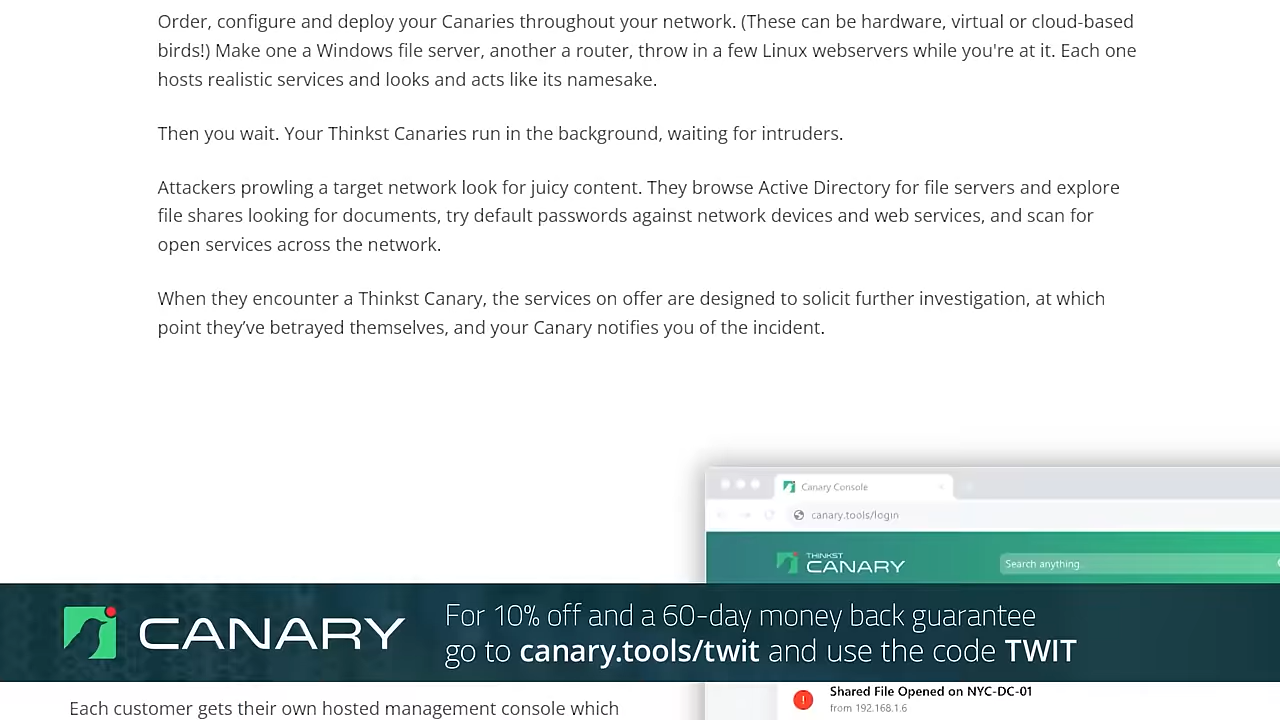 Order, configure and deploy your Canaries throughout your network. (These can be hardware, virtual or cloud-based
birds!) Make one a Windows file server, another a router, throw in a few Linux webservers while you're at it. Each one
hosts realistic services and looks and acts like its namesake.
Then you wait. Your Thinkst Canaries run in the background, waiting for intruders.
Attackers prowling a target network look for juicy content. They browse Active Directory for file servers and explore
file shares looking for documents, try default passwords against network devices and web services, and scan for
open services across the network.
When they encounter a Thinkst Canary, the services on offer are designed to solicit further investigation, at which
point they’ve betrayed themselves, and your Canary notifies you of the incident.
Canary Console
canary.tools/login
THINKST
CANARY
Search anything.
CANARY
For 10% off and a 60-day money back guarantee
go to canary.tools/twit and use the code TWIT
Shared File Opened on NYC-DC-01
from 192.168.1.6
Each customer gets their own hosted management console which